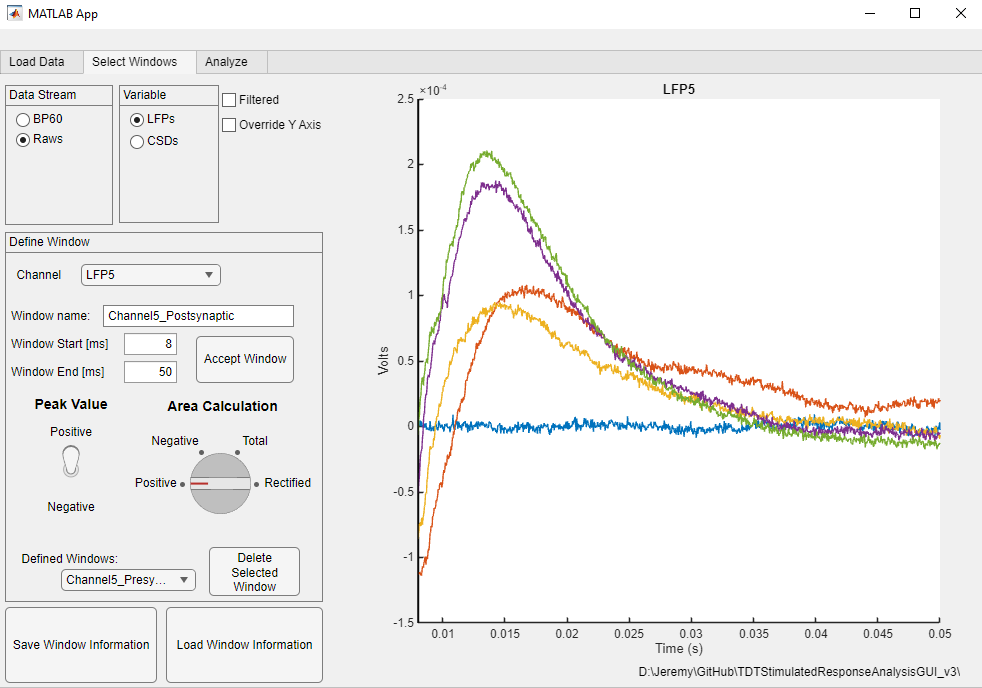 MATLAB App
Load Data
Select Windows
Analyze
Data Stream
BP60
Raws
Variable
LFPs
CSDs
Filtered
Override Y Axis
Define Window
Channel
LFP5
Window name:
Channel5_Postsynaptic
Window Start [ms]
8
Window End [ms]
50
Accept Window
Peak Value
Positive
Negative
Area Calculation
Negative
Total
Positive
Rectified
Defined Windows:
Channel5_Presy...
Delete
Selected
Window
Save Window Information
Load Window Information
LFP5
×10⁻⁴
2.5
2
1.5
1
0.5
0
-0.5
-1
-1.5
Volts
0.01
0.015
0.02
0.025
0.03
0.035
0.04
0.045
0.05
Time (s)
D:\Jeremy\GitHub\TDTStimulatedResponseAnalysisGUI_v3\